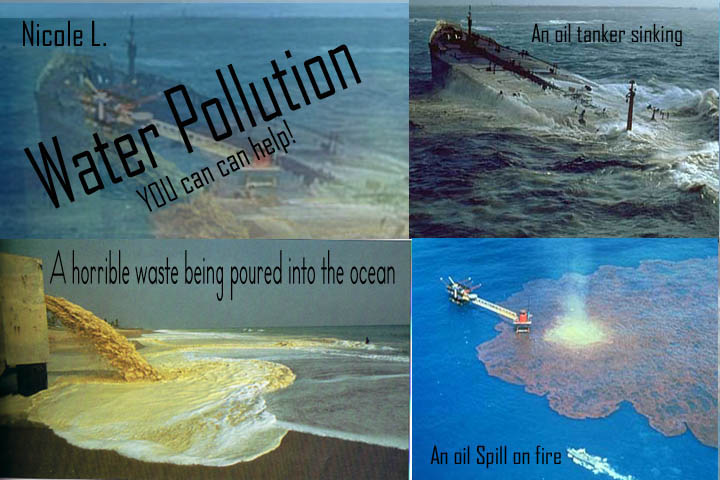 Nicole L.
Water Pollution
YOU can can help!
An oil tanker sinking
A horrible waste being poured into the ocean
An oil Spill on fire